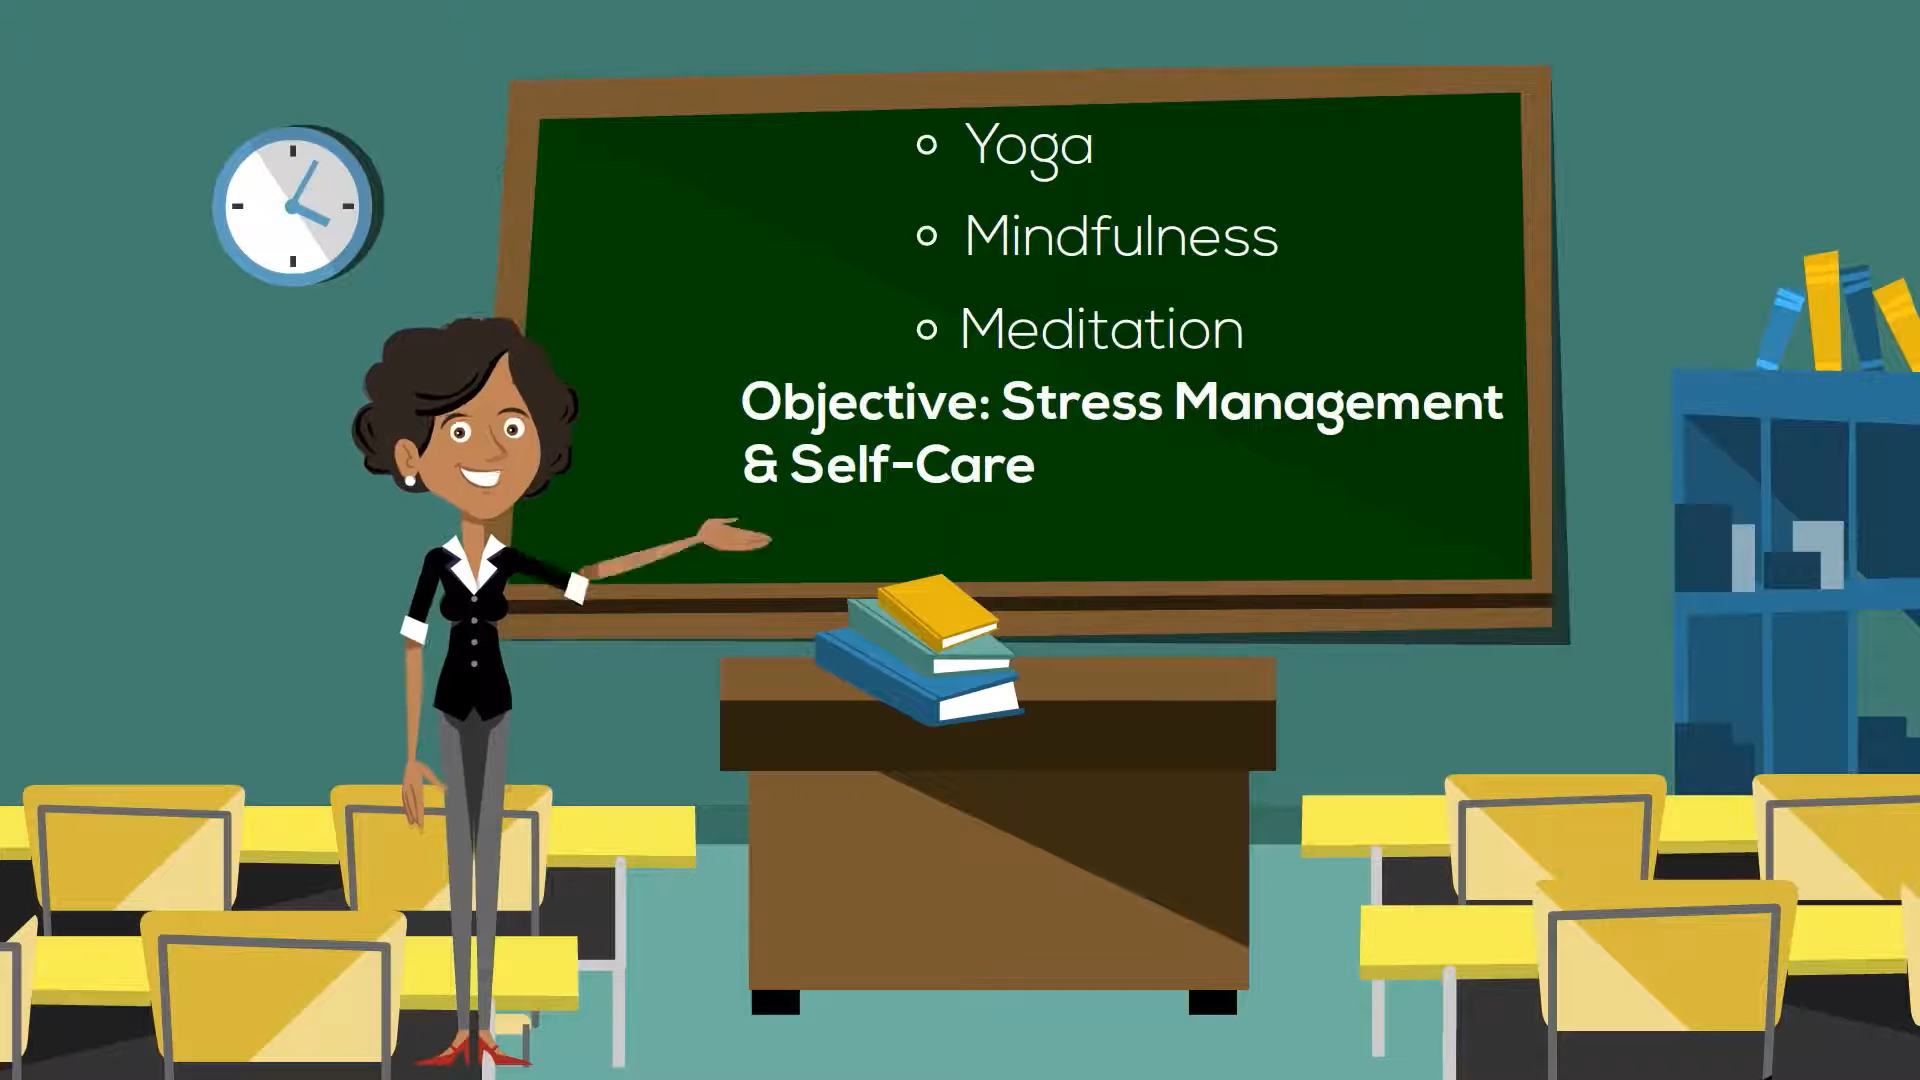 Yoga
Mindfulness
Meditation
Objective: Stress Management
& Self-Care